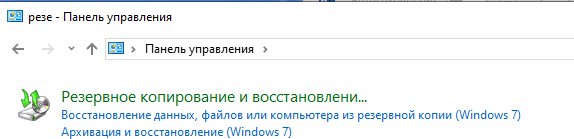 резе - Панель управления
Панель управления
Резервное копирование и восстановлени...
Восстановление данных, файлов или компьютера из резервной копии (Windows 7)
Архивация и восстановление (Windows 7)